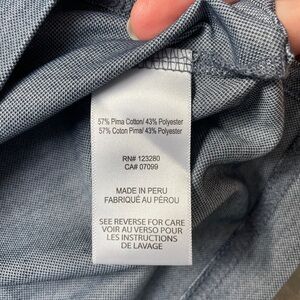 57% Pima Cotton/ 43% Polyester
57% Coton Pima/ 43% Polyester
RN# 123280
CA# 07099
MADE IN PERU
FABRIQUÉ AU PÉROU
SEE REVERSE FOR CARE
VOIR AU VERSO POUR
LES INSTRUCTIONS
DE LAVAGE